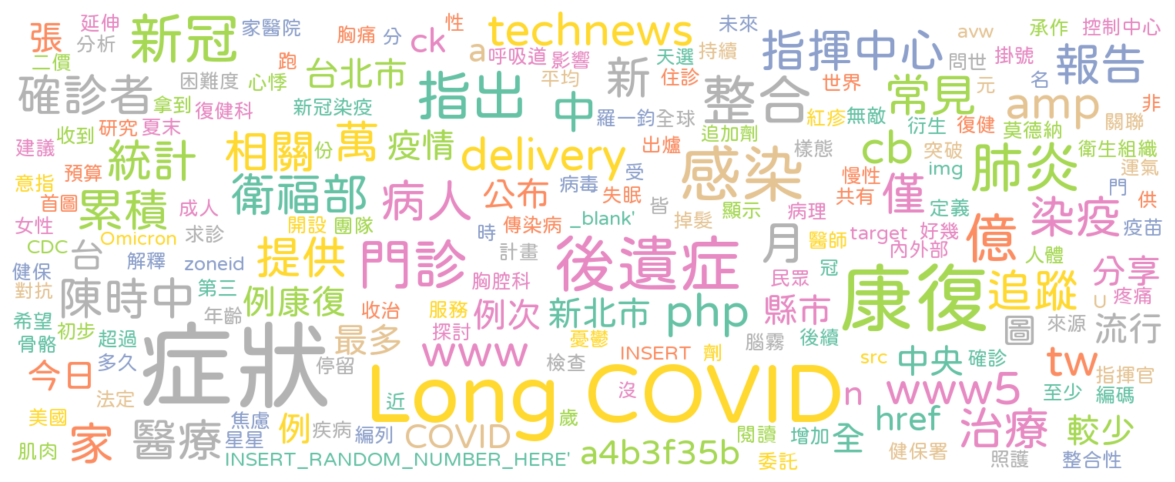 延伸 新冠 家醫院 性 technews 未來 承作 控制中心
張 分析 胸痛 分 ck a 呼吸道 影響 天選 持續 指揮中心 avw 問世 掛號 報告
二價 困難度 心悸 跑 台北市 指出 平均 住診 新 世界 元 名 非
確診者 拿到 復健科 新冠染疫 中 羅一鈞 全球 整合 紅疹 無敵 常見 amp 關聯
收到 研究 夏末 萬 疫情 追加劑 衍生 復健 莫德納 衛生組織
建議 統計 相關 份 delivery 出爐 樣態 cb 突破 運氣
意指 預算 衛福部 病人 公布 病毒 失眠 受 感染 慢性 img 肺炎 門 供
首圖 累積 成人 皆 掉髮 顯示 病理 共有 僅 定義 染疫 疫苗
女性 Omicron 求診 開設 團隊 傳染病 _blank' target 好幾
CDC 台 提供 門診 時 計畫 後遺症 月 醫師 內外部 億 人體
健保 解釋 zoneid 胸腔科 民眾 冠 分享
對抗 陳時中 第三 例康復 收治 服務 例次 新北市 php 縣市 康復 追蹤 U 疼痛
希望 初步 年齡 探討 後續 圖 來源 流行
骨骼 超過 症狀 最多 www 憂鬱 INSERT 劑 腦霧 src 中央 確診 tw 指揮官
今日 多久 停留 檢查 沒 Long COVID n www5 至少 編碼
法定 近
美國 家 醫療 焦慮 例 疾病 編列 COVID 歲 閱讀 增加 全 href 治療 較少
肌肉 星星 INSERT_RANDOM_NUMBER_HERE' a4b3f35b 委託 健保署 照護 整合性